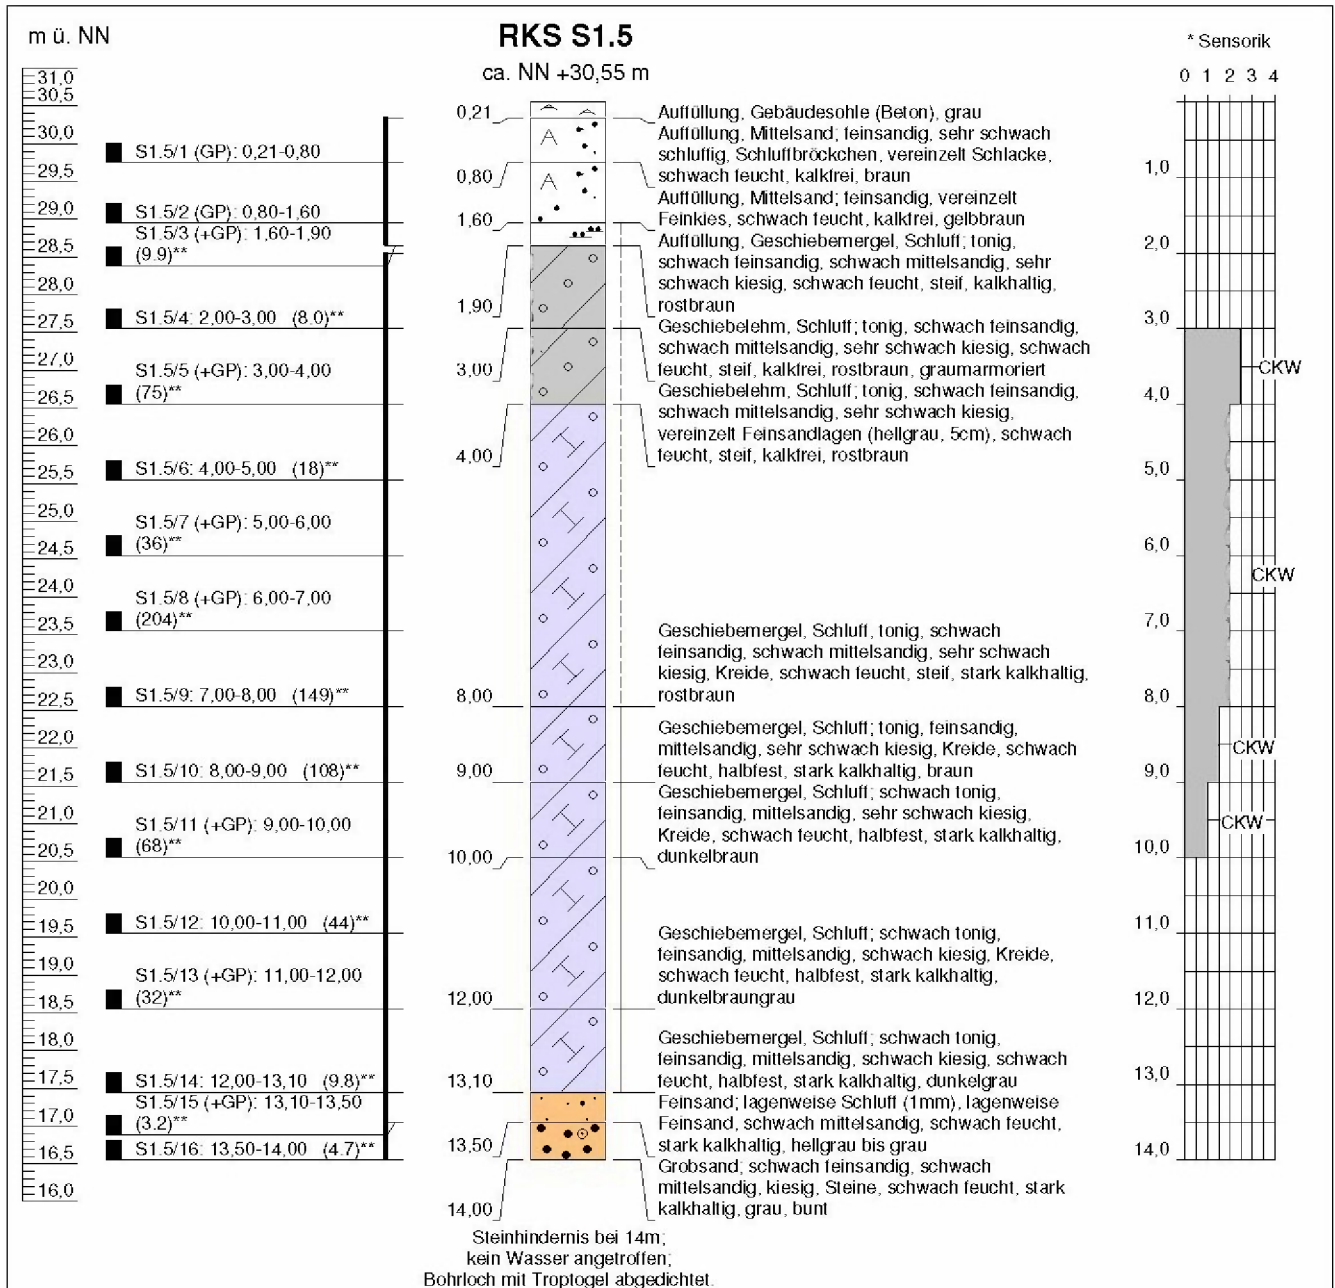 m ü. NN
RKS S1.5
ca. NN +30,55 m
* Sensorik
0 1 2 3 4
31,0
30,5
30,0
29,5
29,0
28,5
28,0
27,5
27,0
26,5
26,0
25,5
25,0
24,5
24,0
23,5
23,0
22,5
22,0
21,5
21,0
20,5
20,0
19,5
19,0
18,5
18,0
17,5
17,0
16,5
16,0
S1.5/1 (GP): 0,21-0,80
S1.5/2 (GP): 0,80-1,60
S1.5/3 (+GP): 1,60-1,90
(9.9)**
S1.5/4: 2,00-3,00 (8.0)**
S1.5/5 (+GP): 3,00-4,00
(75)**
S1.5/6: 4,00-5,00 (18)**
S1.5/7 (+GP): 5,00-6,00
(36)**
S1.5/8 (+GP): 6,00-7,00
(204)**
S1.5/9: 7,00-8,00 (149)**
S1.5/10: 8,00-9,00 (108)**
S1.5/11 (+GP): 9,00-10,00
(68)**
S1.5/12: 10,00-11,00 (44)**
S1.5/13 (+GP): 11,00-12,00
(32)**
S1.5/14: 12,00-13,10 (9.8)**
S1.5/15 (+GP): 13,10-13,50
(3.2)**
S1.5/16: 13,50-14,00 (4.7)**
0,21
0,80
1,60
1,90
3,00
4,00
8,00
9,00
10,00
12,00
13,10
13,50
14,00
Auffüllung, Gebäudesohle (Beton), grau
Auffüllung, Mittelsand; feinsandig, sehr schwach
schluffig, Schluffbröckchen, vereinzelt Schlacke,
schwach feucht, kalkfrei, braun
Auffüllung, Mittelsand; feinsandig, vereinzelt
Feinkies, schwach feucht, kalkfrei, gelbbraun
Auffüllung, Geschiebemergel, Schluff; tonig,
schwach feinsandig, schwach mittelsandig, sehr
schwach kiesig, schwach feucht, steif, kalkhaltig,
rostbraun
Geschiebelehm, Schluff; tonig, schwach feinsandig,
schwach mittelsandig, sehr schwach kiesig, schwach
feucht, steif, kalkfrei, rostbraun, graumarmoriert
Geschiebelehm, Schluff; tonig, schwach feinsandig,
schwach mittelsandig, sehr schwach kiesig,
vereinzelt Feinsandlagen (hellgrau, 5cm), schwach
feucht, steif, kalkfrei, rostbraun
Geschiebemergel, Schluff, tonig, schwach
feinsandig, schwach mittelsandig, sehr schwach
kiesig, Kreide, schwach feucht, steif, stark kalkhaltig,
rostbraun
Geschiebemergel, Schluff; tonig, feinsandig,
mittelsandig, sehr schwach kiesig, Kreide, schwach
feucht, halbfest, stark kalkhaltig, braun
Geschiebemergel, Schluff; schwach tonig,
feinsandig, mittelsandig, sehr schwach kiesig,
Kreide, schwach feucht, halbfest, stark kalkhaltig,
dunkelbraun
Geschiebemergel, Schluff; schwach tonig,
feinsandig, mittelsandig, schwach kiesig, Kreide,
schwach feucht, halbfest, stark kalkhaltig,
dunkelbraungrau
Geschiebemergel, Schluff; schwach tonig,
feinsandig, mittelsandig, schwach kiesig, schwach
feucht, halbfest, stark kalkhaltig, dunkelgrau
Feinsand; lagenweise Schluff (1mm), lagenweise
Feinsand, schwach mittelsandig, schwach feucht,
stark kalkhaltig, hellgrau bis grau
Grobsand; schwach feinsandig, schwach
mittelsandig, kiesig, Steine, schwach feucht, stark
kalkhaltig, grau, bunt
1,0
2,0
3,0
4,0
5,0
6,0
7,0
8,0
9,0
10,0
11,0
12,0
13,0
14,0
CKW
CKW
CKW
CKW
Steinhindernis bei 14m;
kein Wasser angetroffen;
Bohrloch mit Troptogel abgedichtet.